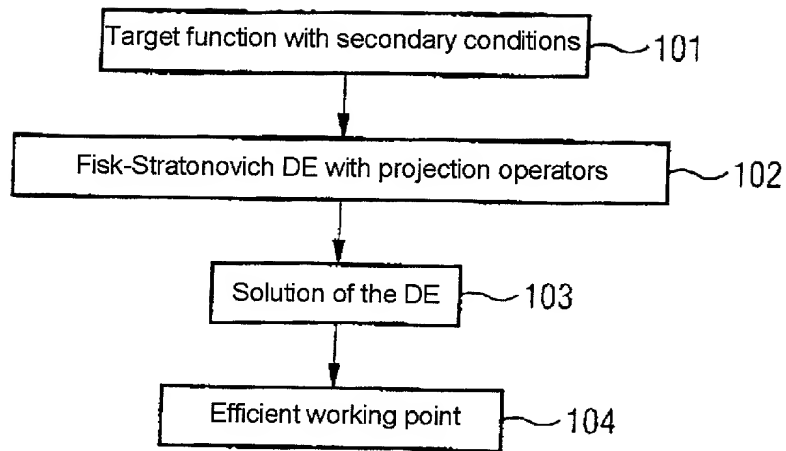 Target function with secondary conditions 101
Fisk-Stratonovich DE with projection operators 102
Solution of the DE 103
Efficient working point 104